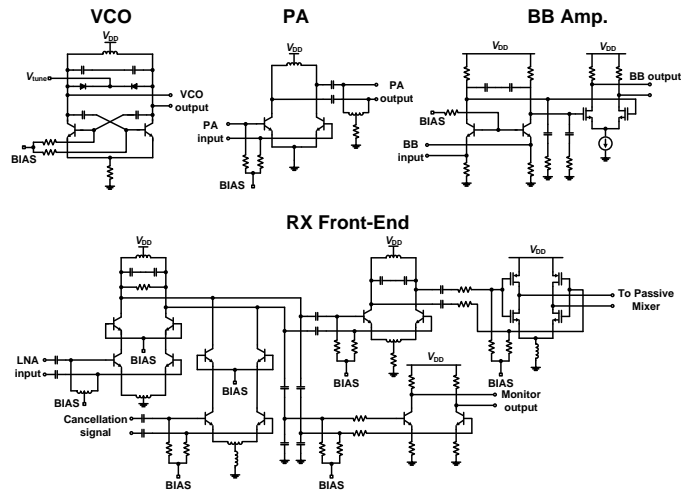 VCO
PA
BB Amp.
VDD
Vtune
VCO
output
BIAS
VDD
PA
output
PA
input
BIAS
VDD
VDD
BB output
BIAS
BB
input
RX Front-End
VDD
LNA
input
BIAS
BIAS
Cancellation
signal
BIAS
BIAS
VDD
BIAS
VDD
Monitor
output
BIAS
VDD
To Passive
Mixer
BIAS